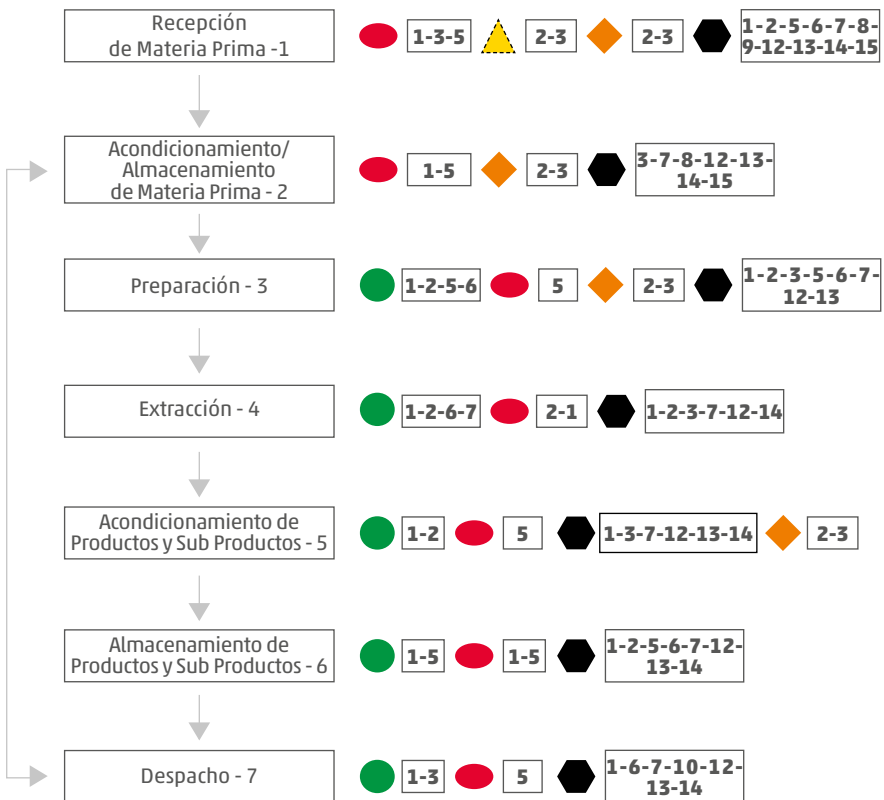 Recepción
de Materia Prima -1
1-3-5
2-3
2-3
1-2-5-6-7-8-
9-12-13-14-15
Acondicionamiento/
Almacenamiento
de Materia Prima - 2
1-5
2-3
3-7-8-12-13-
14-15
Preparación - 3
1-2-5-6
5
2-3
1-2-3-5-6-7-
12-13
Extracción - 4
1-2-6-7
2-1
1-2-3-7-12-14
Acondicionamiento de
Productos y Sub Productos - 5
1-2
5
1-3-7-12-13-14
2-3
Almacenamiento de
Productos y Sub Productos - 6
1-5
1-5
1-2-5-6-7-12-
13-14
Despacho - 7
1-3
5
1-6-7-10-12-
13-14